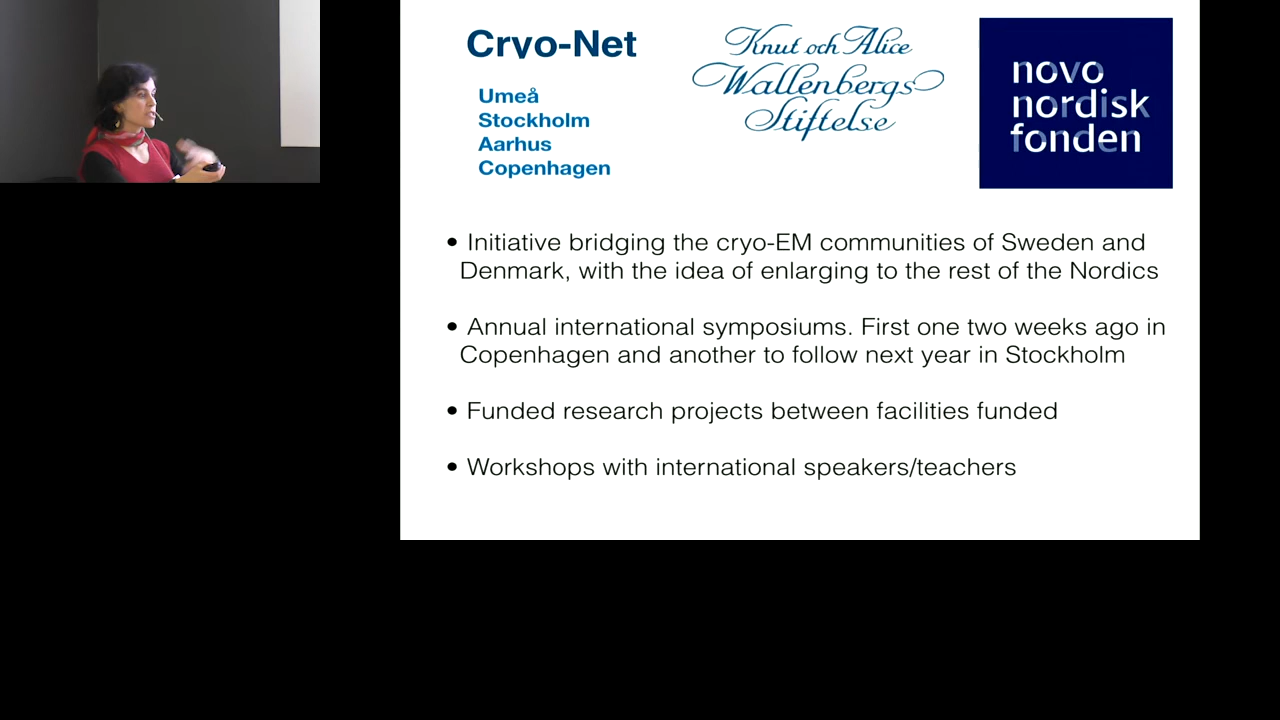 Cryo-Net
Umeå
Stockholm
Aarhus
Copenhagen
Knut och Alice
Wallenbergs
Stiftelse
novo
nordisk
fonden
• Initiative bridging the cryo-EM communities of Sweden and
Denmark, with the idea of enlarging to the rest of the Nordics
• Annual international symposiums. First one two weeks ago in
Copenhagen and another to follow next year in Stockholm
• Funded research projects between facilities funded
• Workshops with international speakers/teachers